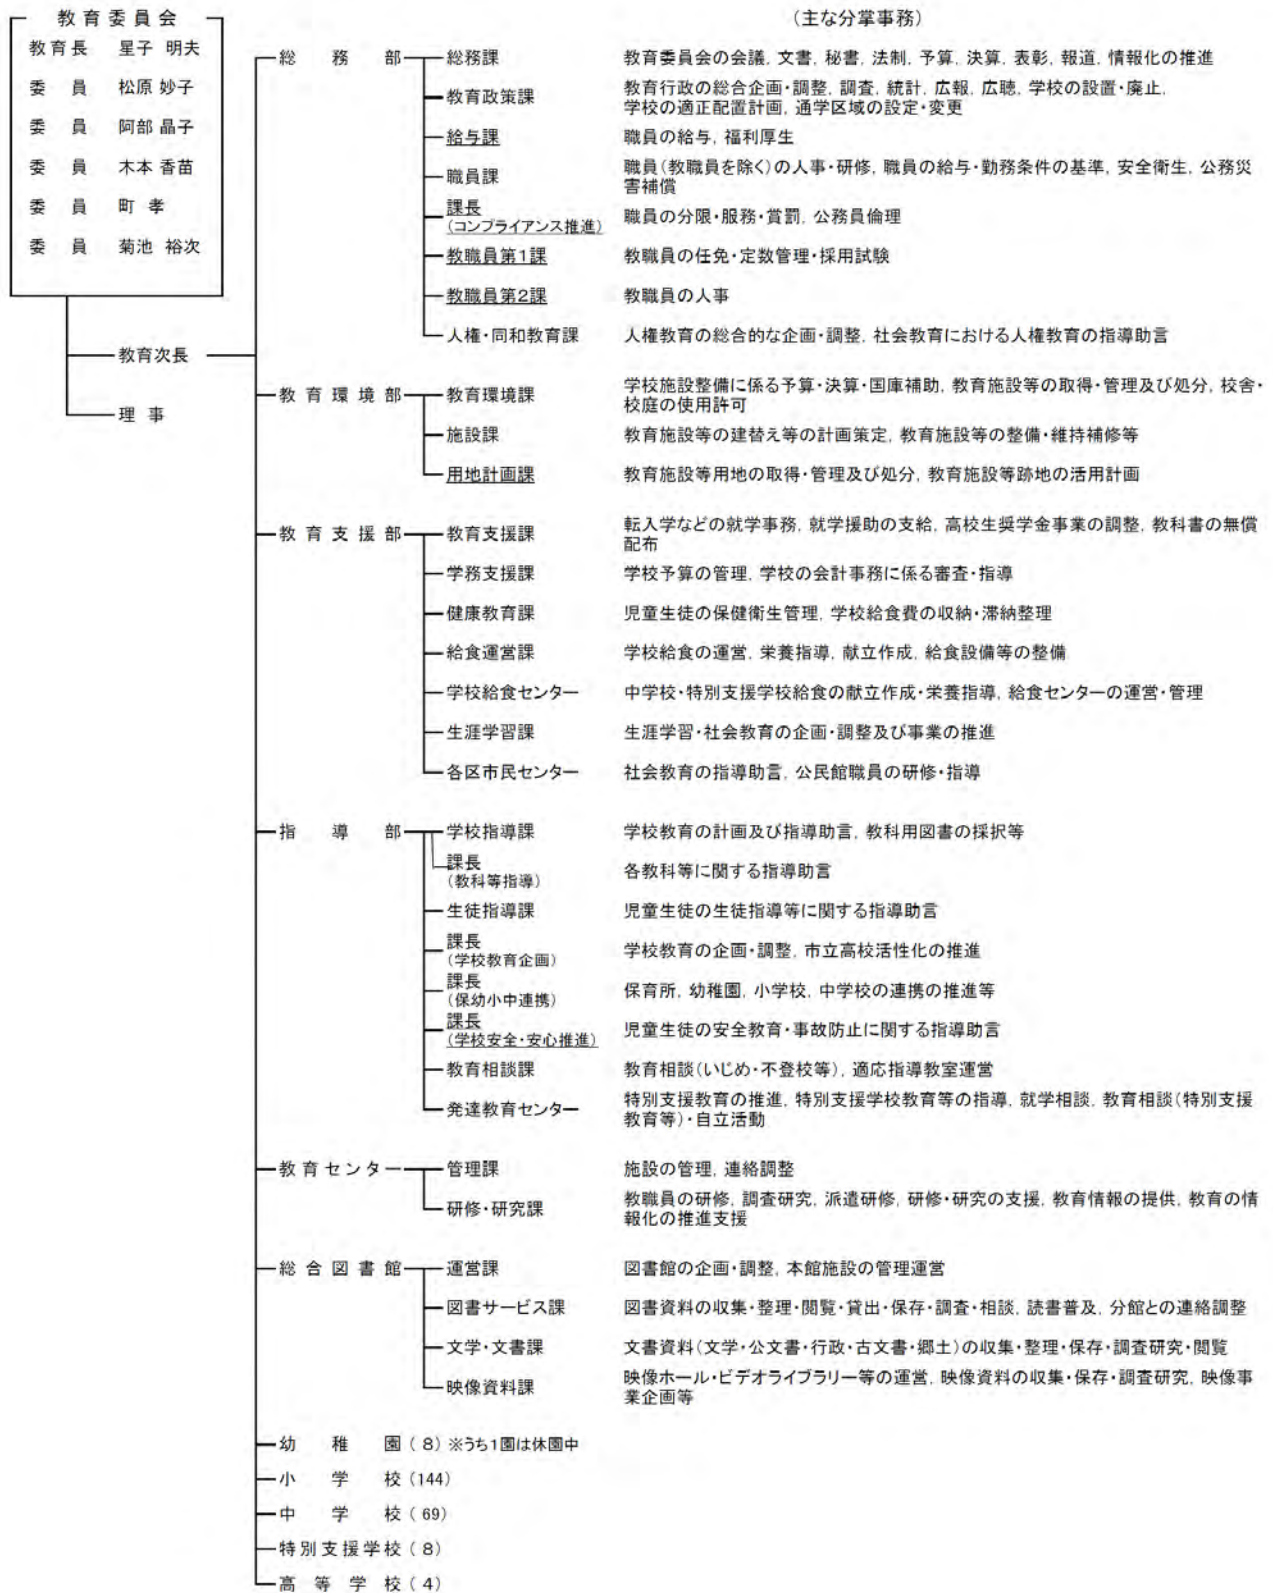 教育委員会
教育長 星子 明夫
委員 松原 妙子
委員 阿部 晶子
委員 木本 香苗
委員 町 孝
委員 菊池 裕次
教育次長
理事
(主な分掌事務)
総務部 総務課 教育委員会の会議, 文書, 秘書, 法制, 予算, 決算, 表彰, 報道, 情報化の推進
教育政策課 教育行政の総合企画・調整, 調査, 統計, 広報, 広聴, 学校の設置・廃止,
学校の適正配置計画, 通学区域の設定・変更
給与課 職員の給与, 福利厚生
職員課 職員(教職員を除く)の人事・研修, 職員の給与・勤務条件の基準, 安全衛生, 公務災
害補償
課長
(コンプライアンス推進) 職員の分限・服務・賞罰, 公務員倫理
教職員第1課 教職員の任免・定数管理・採用試験
教職員第2課 教職員の人事
人権・同和教育課 人権教育の総合的な企画・調整, 社会教育における人権教育の指導助言
教育環境部 教育環境課 学校施設整備に係る予算・決算・国庫補助, 教育施設等の取得・管理及び処分, 校舎・
校庭の使用許可
施設課 教育施設等の建替え等の計画策定, 教育施設等の整備・維持補修等
用地計画課 教育施設等用地の取得・管理及び処分, 教育施設等跡地の活用計画
教育支援部 教育支援課 転入学などの就学事務, 就学援助の支給, 高校生奨学金事業の調整, 教科書の無償
配布
学務支援課 学校予算の管理, 学校の会計事務に係る審査・指導
健康教育課 児童生徒の保健衛生管理, 学校給食費の収納・滞納整理
給食運営課 学校給食の運営, 栄養指導, 献立作成, 給食設備等の整備
学校給食センター 中学校・特別支援学校給食の献立作成・栄養指導, 給食センターの運営・管理
生涯学習課 生涯学習・社会教育の企画・調整及び事業の推進
各区市民センター 社会教育の指導助言, 公民館職員の研修・指導
指導部 学校指導課 学校教育の計画及び指導助言, 教科用図書の採択等
課長
(教科等指導) 各教科等に関する指導助言
生徒指導課 児童生徒の生徒指導等に関する指導助言
課長
(学校教育企画) 学校教育の企画・調整, 市立高校活性化の推進
課長
(保幼小中連携) 保育所, 幼稚園, 小学校, 中学校の連携の推進等
課長
(学校安全・安心推進) 児童生徒の安全教育・事故防止に関する指導助言
教育相談課 教育相談(いじめ・不登校等), 適応指導教室運営
発達教育センター 特別支援教育の推進, 特別支援学校教育等の指導, 就学相談, 教育相談(特別支援
教育等)・自立活動
教育センター 管理課 施設の管理, 連絡調整
研修・研究課 教職員の研修, 調査研究, 派遣研修, 研修・研究の支援, 教育情報の提供, 教育の情
報化の推進支援
総合図書館 運営課 図書館の企画・調整, 本館施設の管理運営
図書サービス課 図書資料の収集・整理・閲覧・貸出・保存・調査・相談, 読書普及, 分館との連絡調整
文学・文書課 文書資料(文学・公文書・行政・古文書・郷土)の収集・整理・保存・調査研究・閲覧
映像資料課 映像ホール・ビデオライブラリー等の運営, 映像資料の収集・保存・調査研究, 映像事
業企画等
幼稚園 ( 8) ※うち1園は休園中
小学校 (144)
中学校 ( 69)
特別支援学校 ( 8)
高等学校 ( 4)